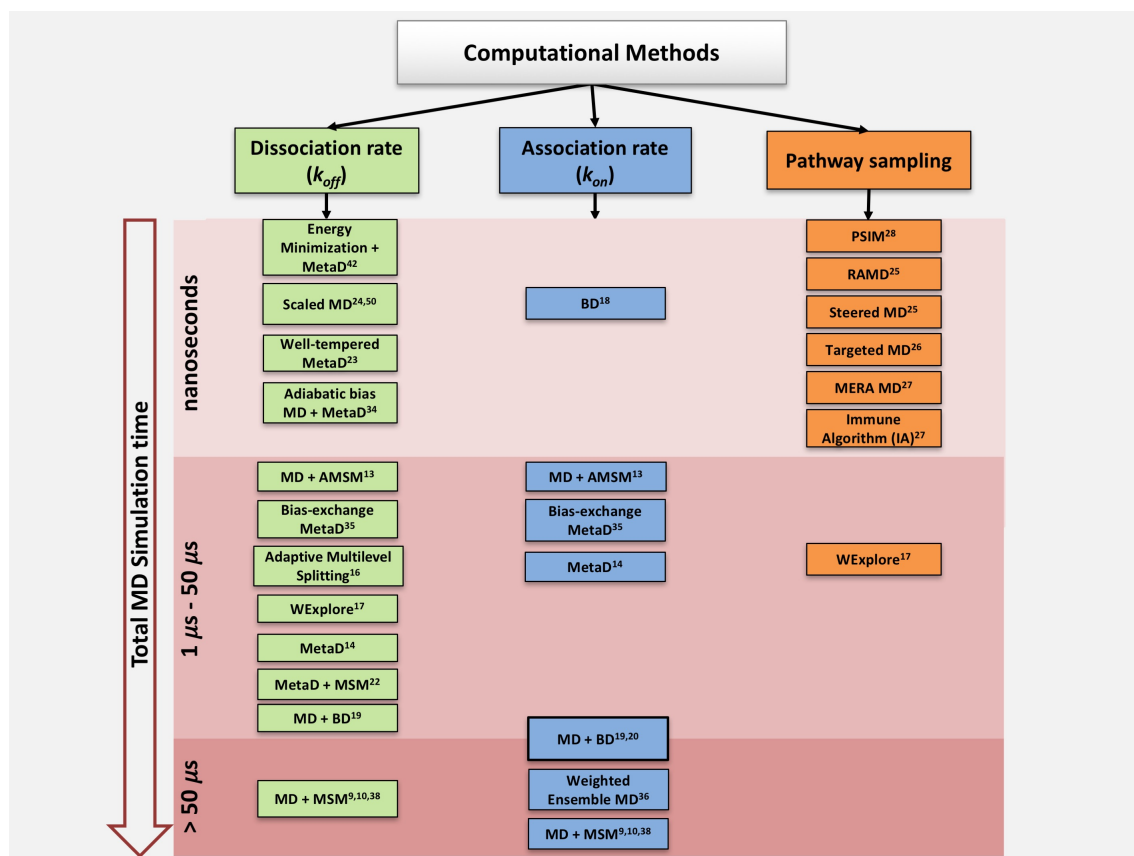 Computational Methods
Dissociation rate
(k_off)
Association rate
(k_on)
Pathway sampling
Total MD Simulation time
nanoseconds
Energy
Minimization +
MetaD⁴²
Scaled MD²⁴,⁵⁰
Well-tempered
MetaD²³
Adiabatic bias
MD + MetaD³⁴
BD¹⁸
PSIM²⁸
RAMD²⁵
Steered MD²⁵
Targeted MD²⁶
MERA MD²⁷
Immune
Algorithm (IA)²⁷
1 µs - 50 µs
MD + AMSM¹³
Bias-exchange
MetaD³⁵
Adaptive Multilevel
Splitting¹⁶
WExplore¹⁷
MetaD¹⁴
MetaD + MSM²²
MD + BD¹⁹
MD + AMSM¹³
Bias-exchange
MetaD³⁵
MetaD¹⁴
WExplore¹⁷
MD + BD¹⁹,²⁰
> 50 µs
MD + MSM⁹,¹⁰,³⁸
Weighted
Ensemble MD³⁶
MD + MSM⁹,¹⁰,³⁸